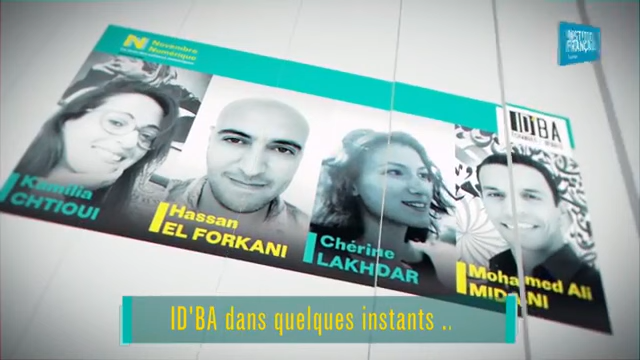 INSTITUT
FRANÇAIS
N
Novembre
Numérique
ID'BA
Kamilia
CHTIOUI
Hassan
EL FORKANI
Chérine
LAKHDAR
Mohamed Ali
MIDANI
ID'BA dans quelques instants ..